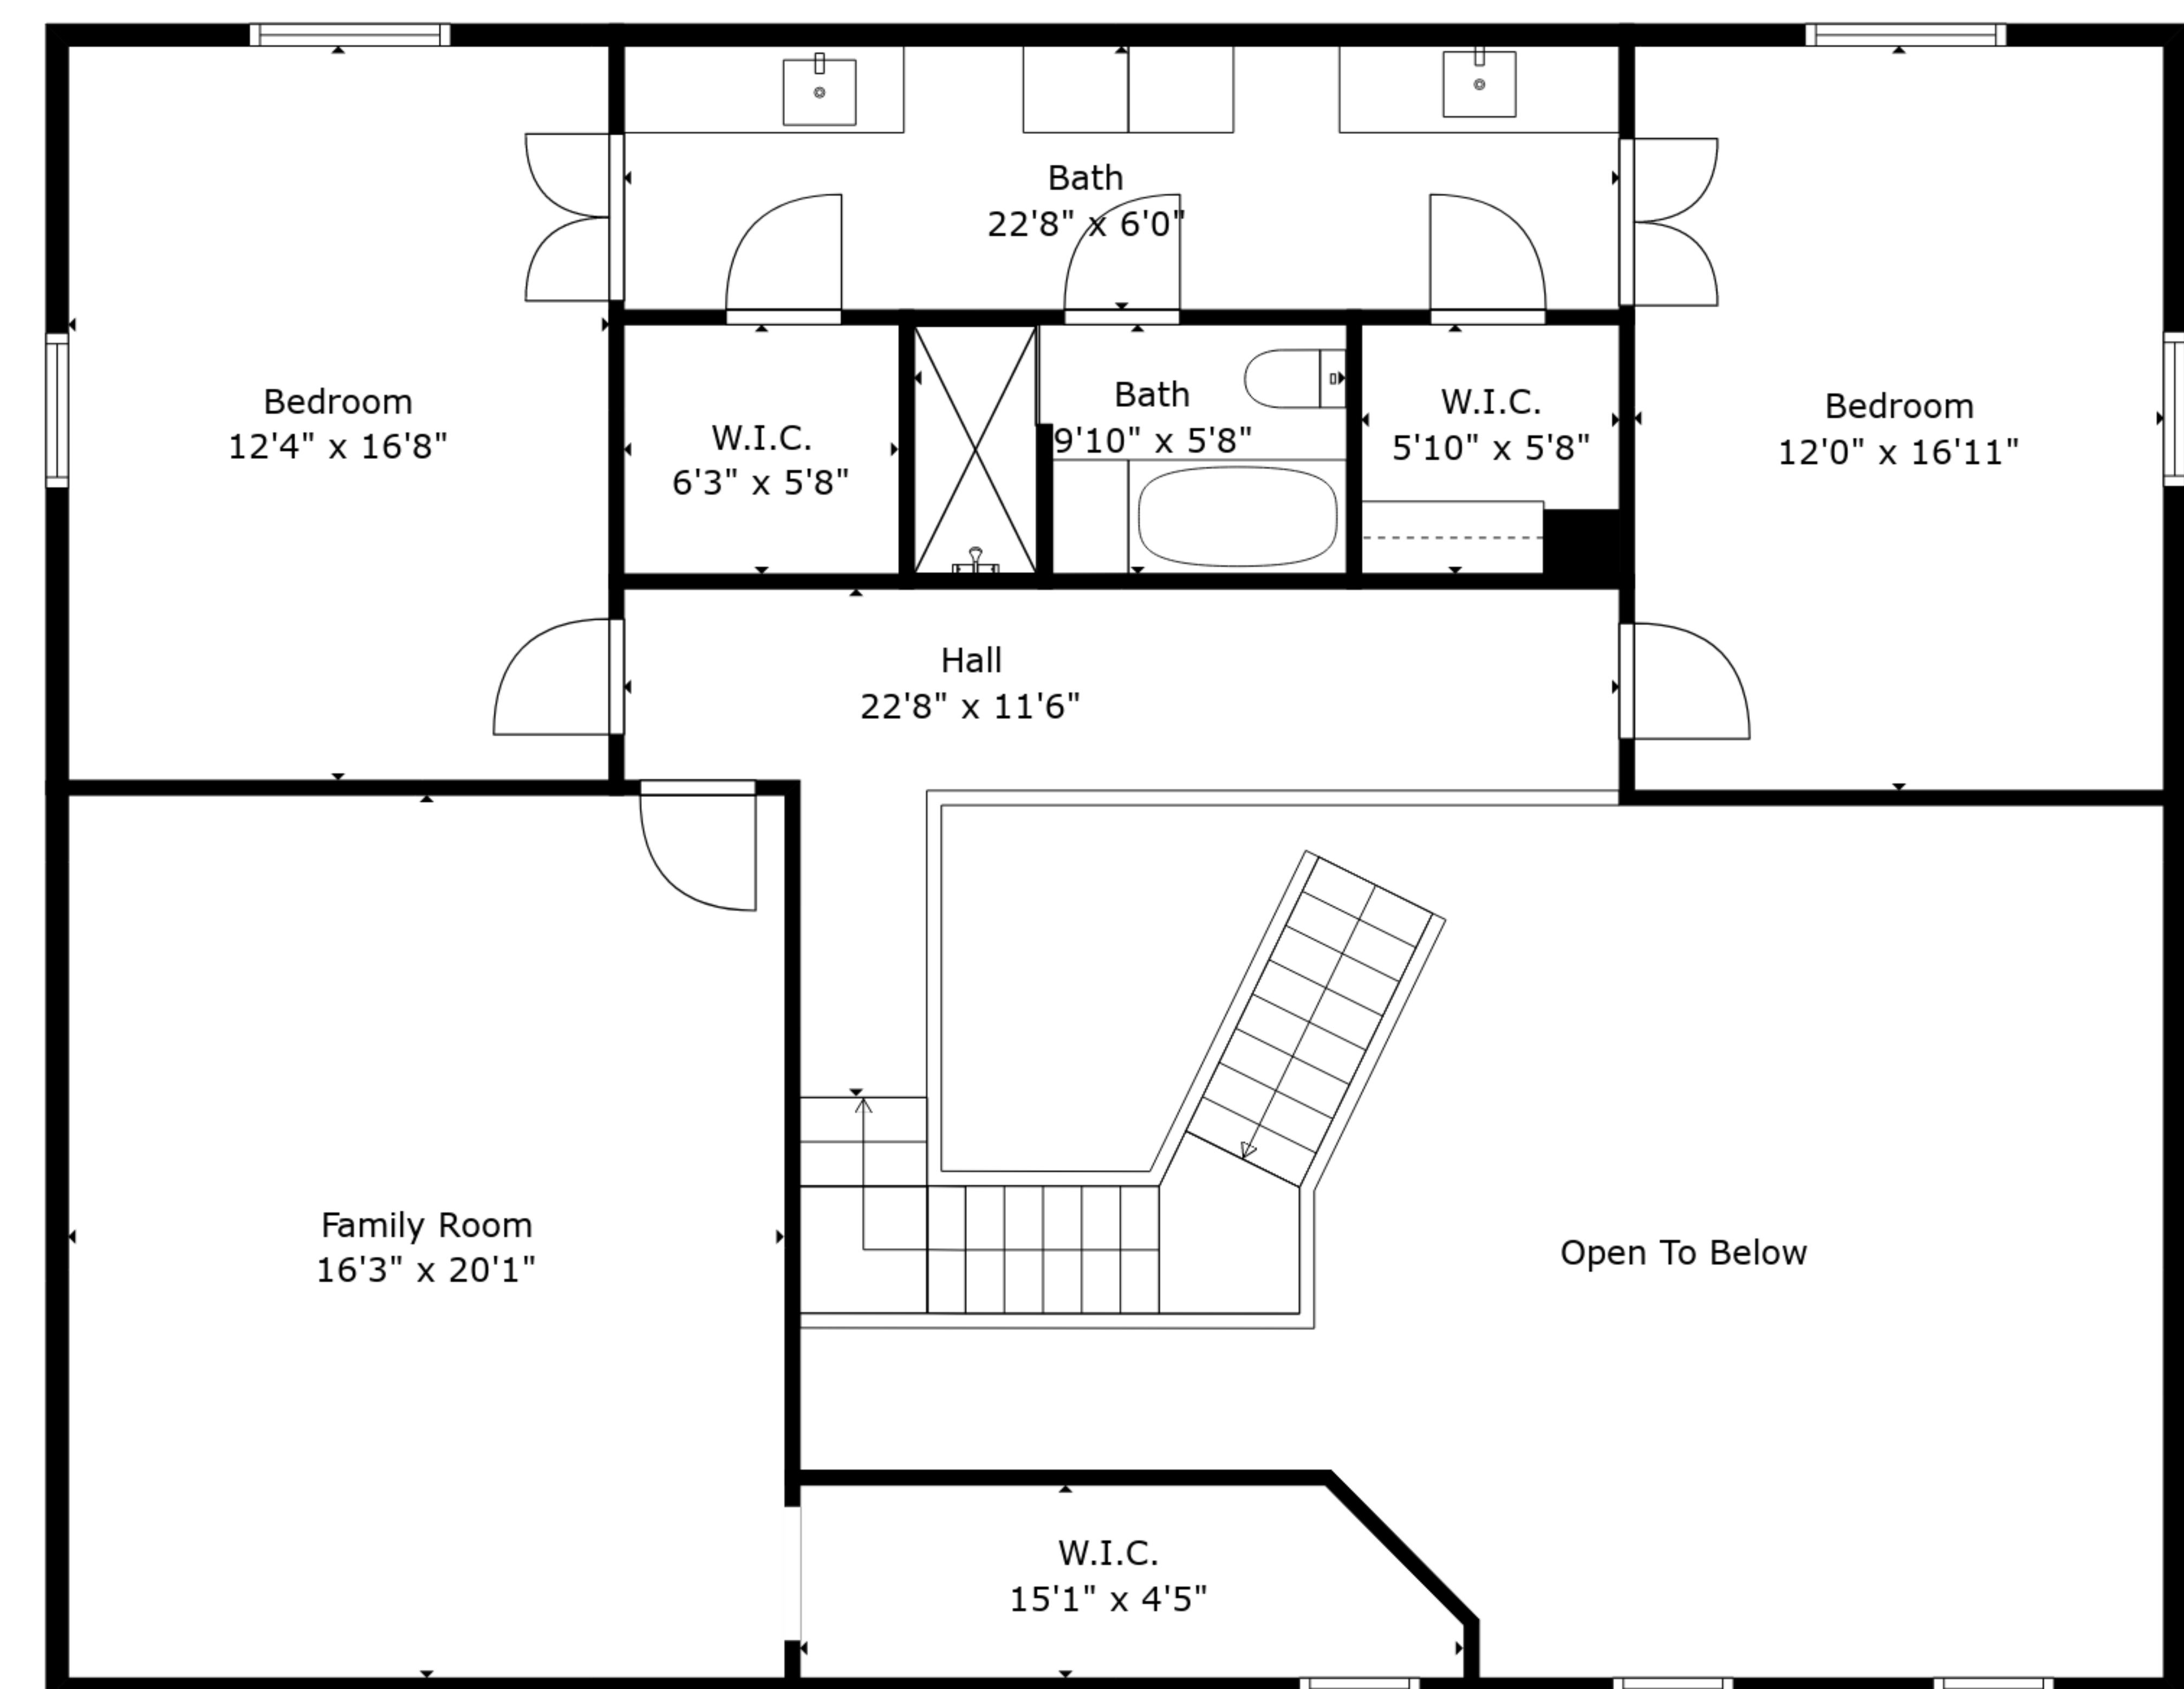 Bath
22'8" x 6'0"
Bedroom
12'4" x 16'8"
W.I.C.
6'3" x 5'8"
Bath
9'10" x 5'8"
W.I.C.
5'10" x 5'8"
Bedroom
12'0" x 16'11"
Hall
22'8" x 11'6"
Family Room
16'3" x 20'1"
Open To Below
W.I.C.
15'1" x 4'5"